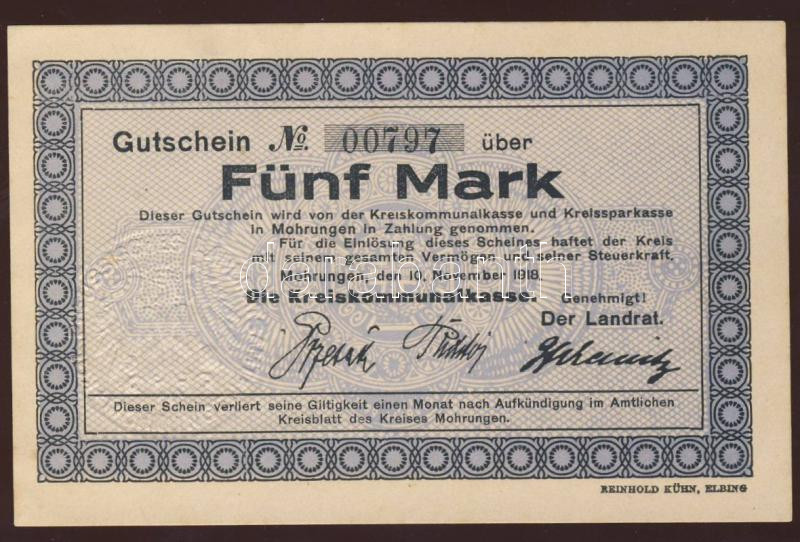 Gutschein No. 00797 über
Fünf Mark
Dieser Gutschein wird von der Kreiskommunalkasse und Kreissparkasse
in Mohrungen in Zahlung genommen.
Für die Einlösung dieses Scheines haftet der Kreis
mit seinem gesamten Vermögen und seiner Steuerkraft.
Mohrungen, den 10. November 1918.
Die Kreiskommunalkasse. Genehmigt!
Der Landrat.
Dieser Schein verliert seine Giltigkeit einen Monat nach Aufkündigung im Amtlichen
Kreisblatt des Kreises Mohrungen.
REINHOLD KÜHN, ELBING
darabanth